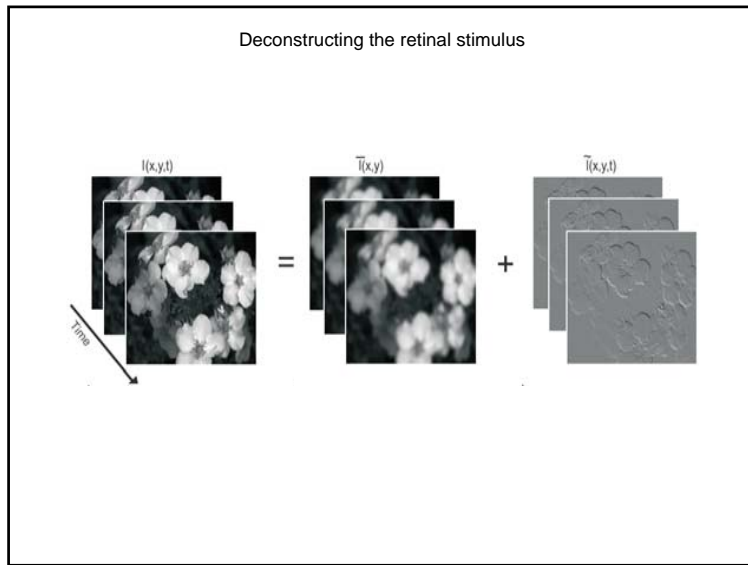 Deconstructing the retinal stimulus
I(x,y,t)
I̅(x,y)
Ĩ(x,y,t)
=
+
Time